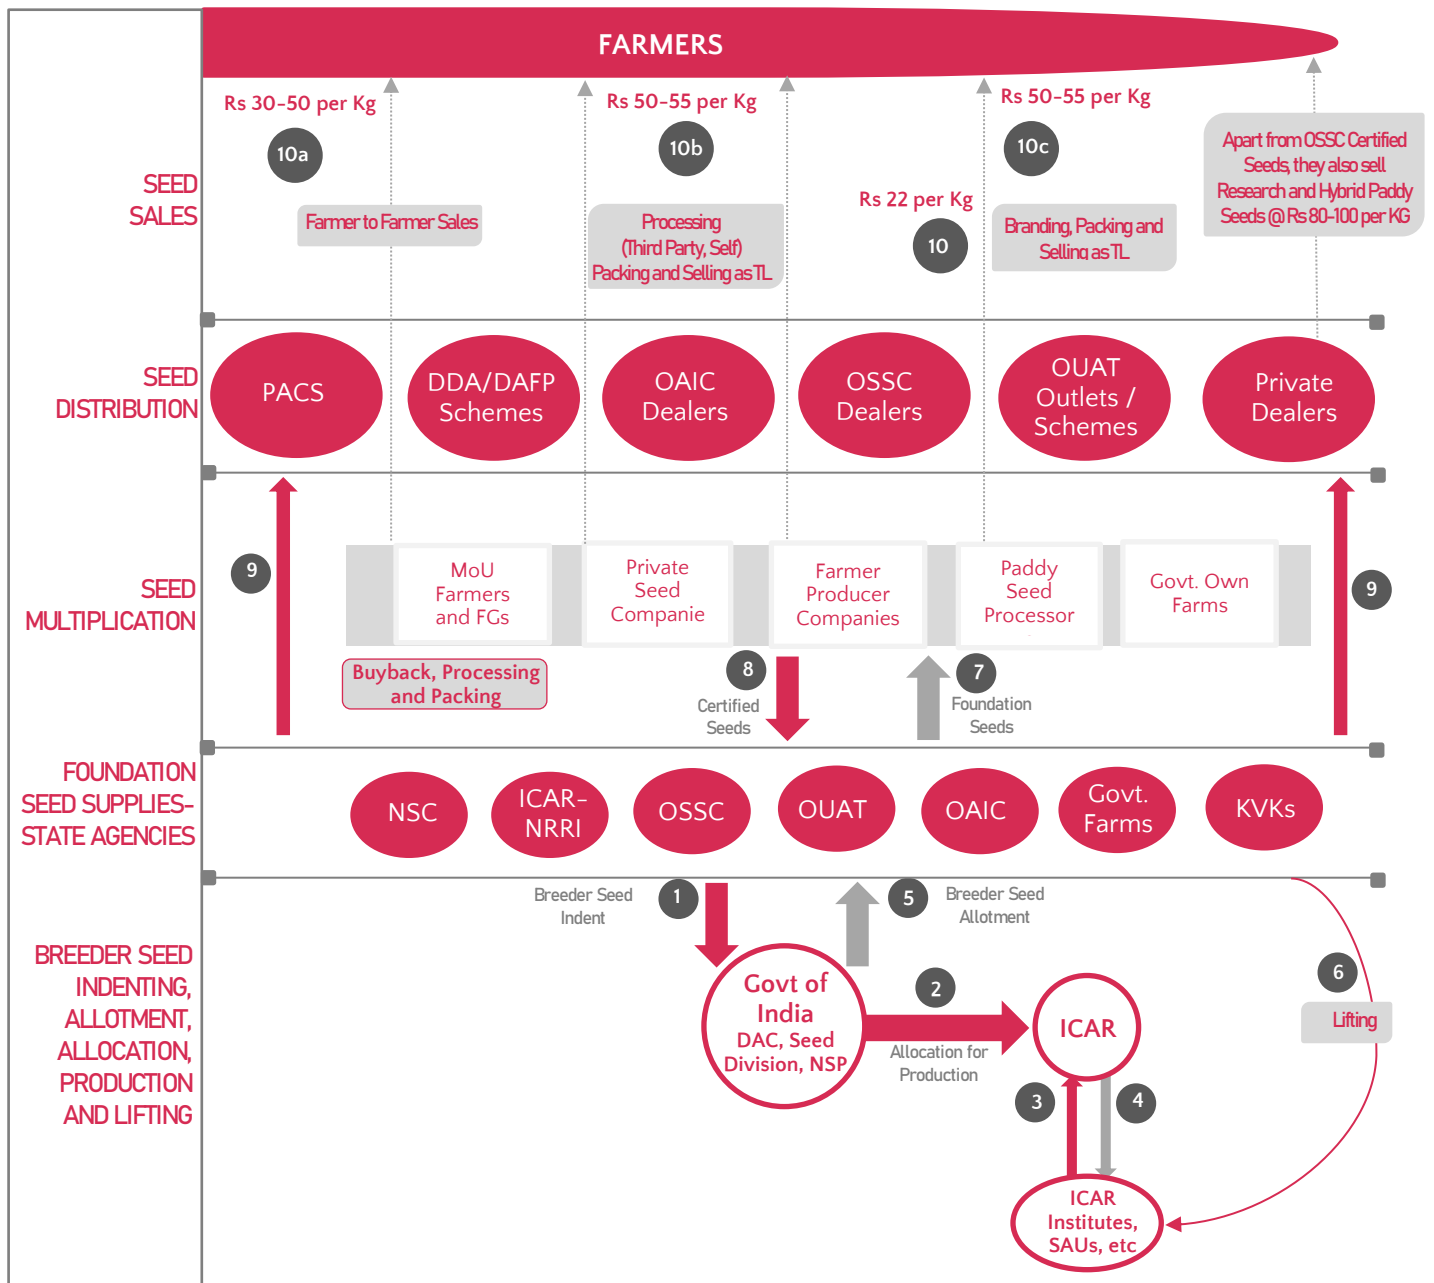 FARMERS
Rs 30-50 per Kg
Rs 50-55 per Kg
Rs 50-55 per Kg
10a
10b
10c
Apart from OSSC Certified
Seeds, they also sell
Research and Hybrid Paddy
Seeds @ Rs 80-100 per KG
SEED
SALES
Farmer to Farmer Sales
Processing
(Third Party, Self)
Packing and Selling as TL
Rs 22 per Kg
10
Branding, Packing and
Selling as TL
SEED
DISTRIBUTION
PACS
DDA/DAFP
Schemes
OAIC
Dealers
OSSC
Dealers
OUAT
Outlets /
Schemes
Private
Dealers
SEED
MULTIPLICATION
9
MoU
Farmers
and FGs
Private
Seed
Companie
Farmer
Producer
Companies
Paddy
Seed
Processor
Govt. Own
Farms
9
Buyback, Processing
and Packing
8
Certified
Seeds
7
Foundation
Seeds
FOUNDATION
SEED SUPPLIES-
STATE AGENCIES
NSC
ICAR-
NRRI
OSSC
OUAT
OAIC
Govt.
Farms
KVKs
BREEDER SEED
INDENTING,
ALLOTMENT,
ALLOCATION,
PRODUCTION
AND LIFTING
Breeder Seed
Indent
1
5
Breeder Seed
Allotment
Govt of
India
DAC, Seed
Division, NSP
2
Allocation for
Production
ICAR
6
Lifting
3
4
ICAR
Institutes,
SAUs, etc